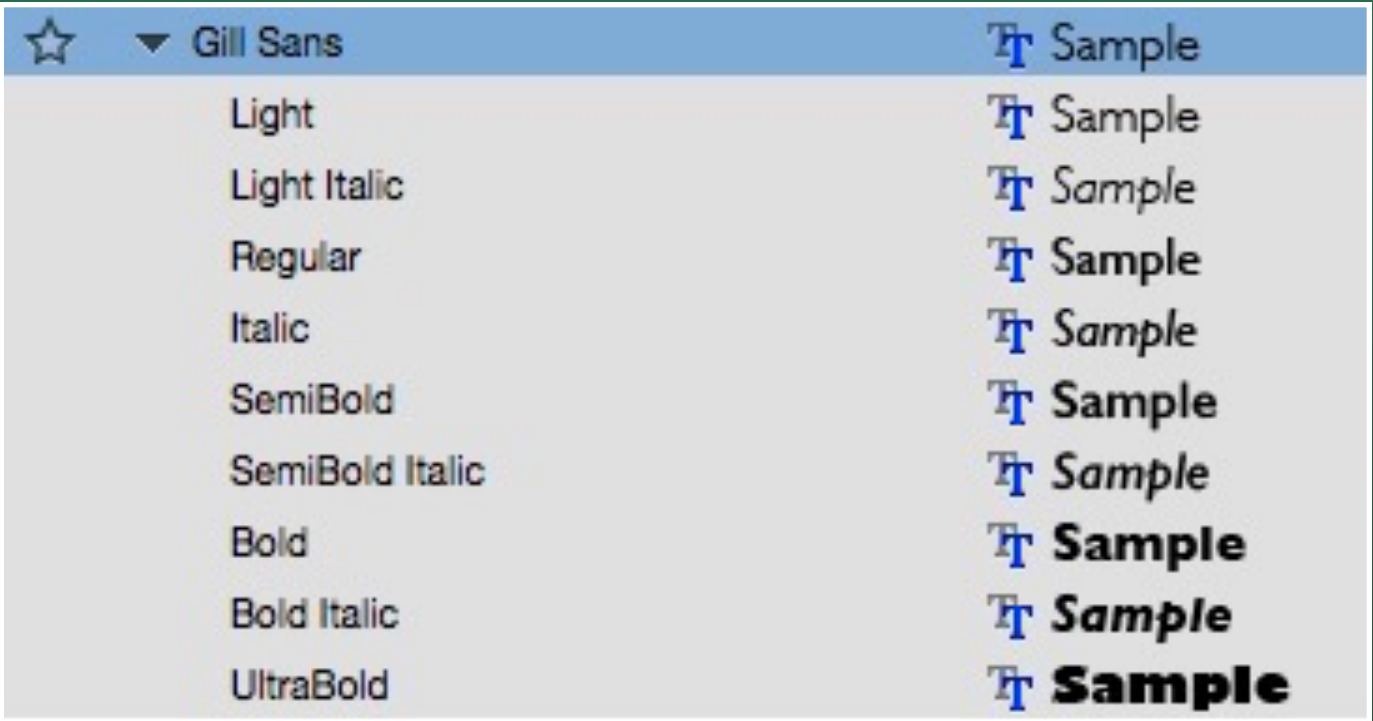 Gill Sans Sample
Light Sample
Light Italic Sample
Regular Sample
Italic Sample
SemiBold Sample
SemiBold Italic Sample
Bold Sample
Bold Italic Sample
UltraBold Sample